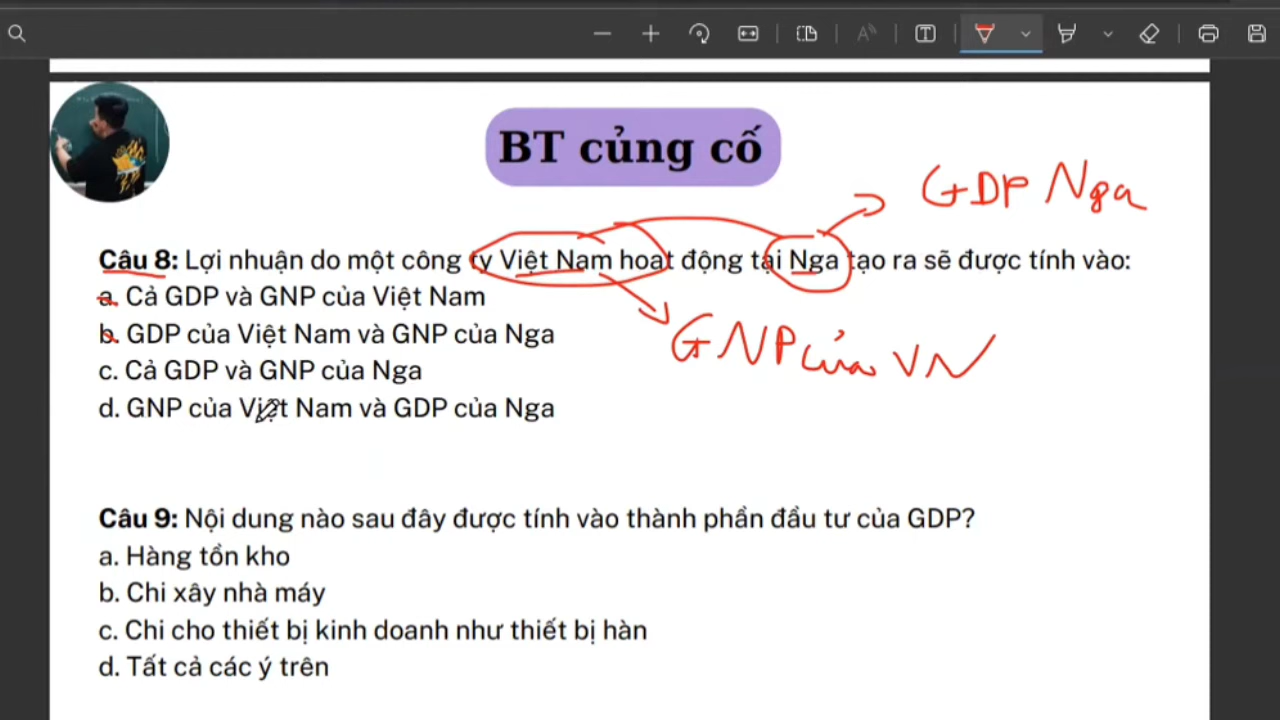 BT củng cố
GDP Nga
Câu 8: Lợi nhuận do một công ty Việt Nam hoạt động tại Nga tạo ra sẽ được tính vào:
a. Cả GDP và GNP của Việt Nam
b. GDP của Việt Nam và GNP của Nga
GNP của VN
c. Cả GDP và GNP của Nga
d. GNP của Việt Nam và GDP của Nga
Câu 9: Nội dung nào sau đây được tính vào thành phần đầu tư của GDP?
a. Hàng tồn kho
b. Chi xây nhà máy
c. Chi cho thiết bị kinh doanh như thiết bị hàn
d. Tất cả các ý trên